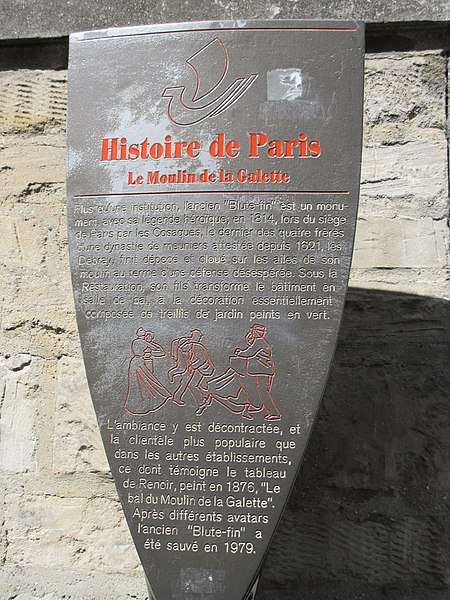 Histoire de Paris
Le Moulin de la Galette
Plus qu'une institution, l'ancien "Blute-fin" est un monu-
ment, avec sa légende héroïque; en 1814, lors du siège
de Paris par les Cosaques, le dernier des quatre frères
d'une dynastie de meuniers attestée depuis 1621, les
Debray, finit dépecé et cloué sur les ailes de son
moulin au terme d'une défense désespérée. Sous la
Restauration, son fils transforme le bâtiment en
salle de bal, à la décoration essentiellement
composée de treillis de jardin peints en vert.
L'ambiance y est décontractée, et
la clientèle plus populaire que
dans les autres établissements,
ce dont témoigne le tableau
de Renoir, peint en 1876, "Le
bal du Moulin de la Galette".
Après différents avatars
l'ancien "Blute-fin" a
été sauvé en 1979.